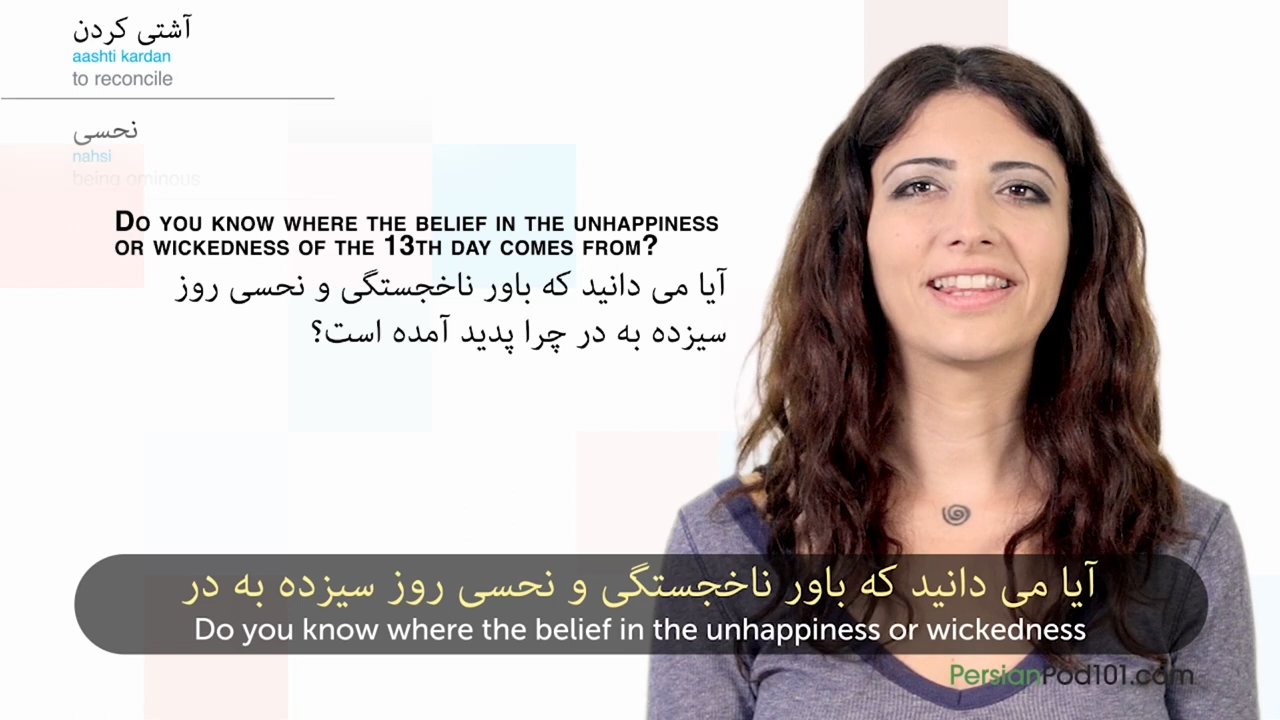 آشتی کردن
aashti kardan
to reconcile
نحسی
nahsi
being ominous
DO YOU KNOW WHERE THE BELIEF IN THE UNHAPPINESS
OR WICKEDNESS OF THE 13TH DAY COMES FROM?
آیا می دانید که باور ناخجستگی و نحسی روز
سیزده به در چرا پدید آمده است؟
آیا می دانید که باور ناخجستگی و نحسی روز سیزده به در
Do you know where the belief in the unhappiness or wickedness
PersianPod101.com